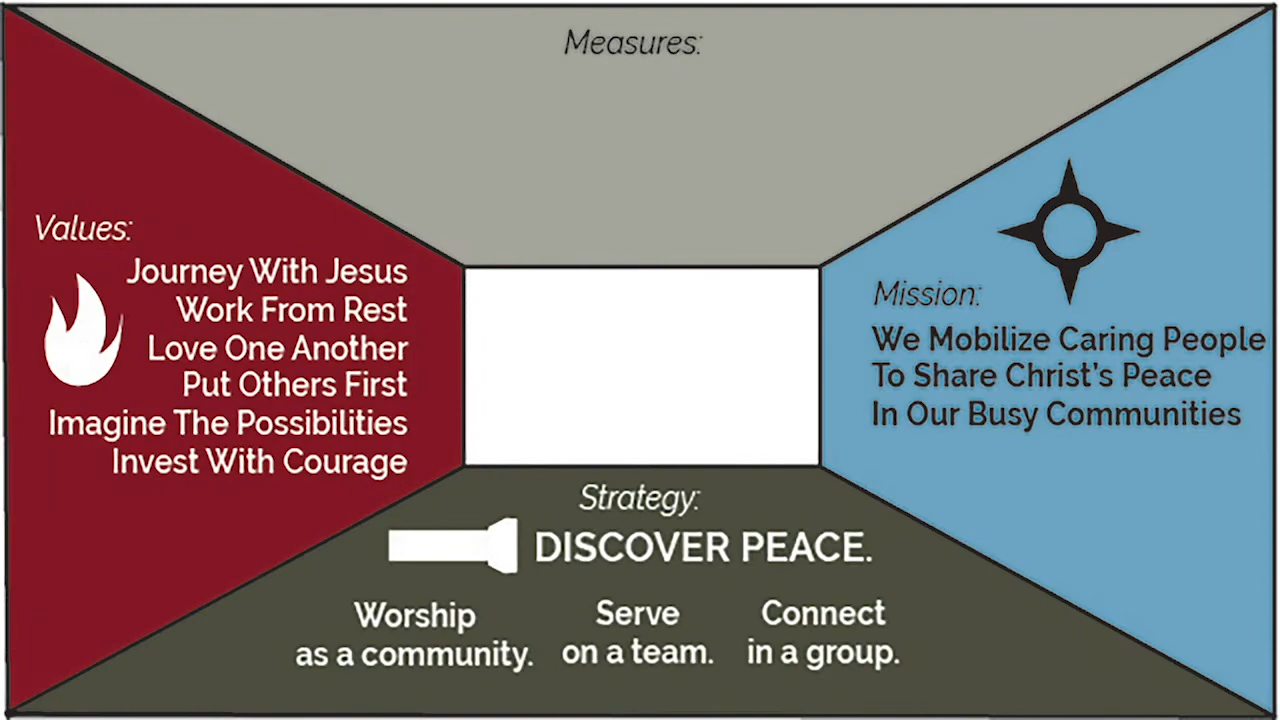 Measures:
Values:
Journey With Jesus
Work From Rest
Love One Another
Put Others First
Imagine The Possibilities
Invest With Courage
Mission:
We Mobilize Caring People
To Share Christ's Peace
In Our Busy Communities
Strategy:
DISCOVER PEACE.
Worship
as a community.
Serve
on a team.
Connect
in a group.